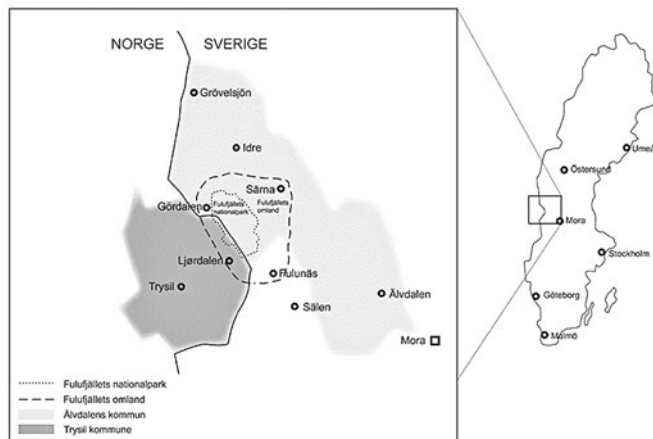 NORGE
SVERIGE
Grövelsjön
Idre
Särna
Gördalen
Fulufjällets
nationalpark
Fulufjällets
omland
Ljørdalen
Fulunäs
Trysil
Sälen
Älvdalen
Mora
Fulufjällets nationalpark
Fulufjällets omland
Älvdalens kommun
Trysil kommune
Umeå
Östersund
Mora
Stockholm
Göteborg
Malmö